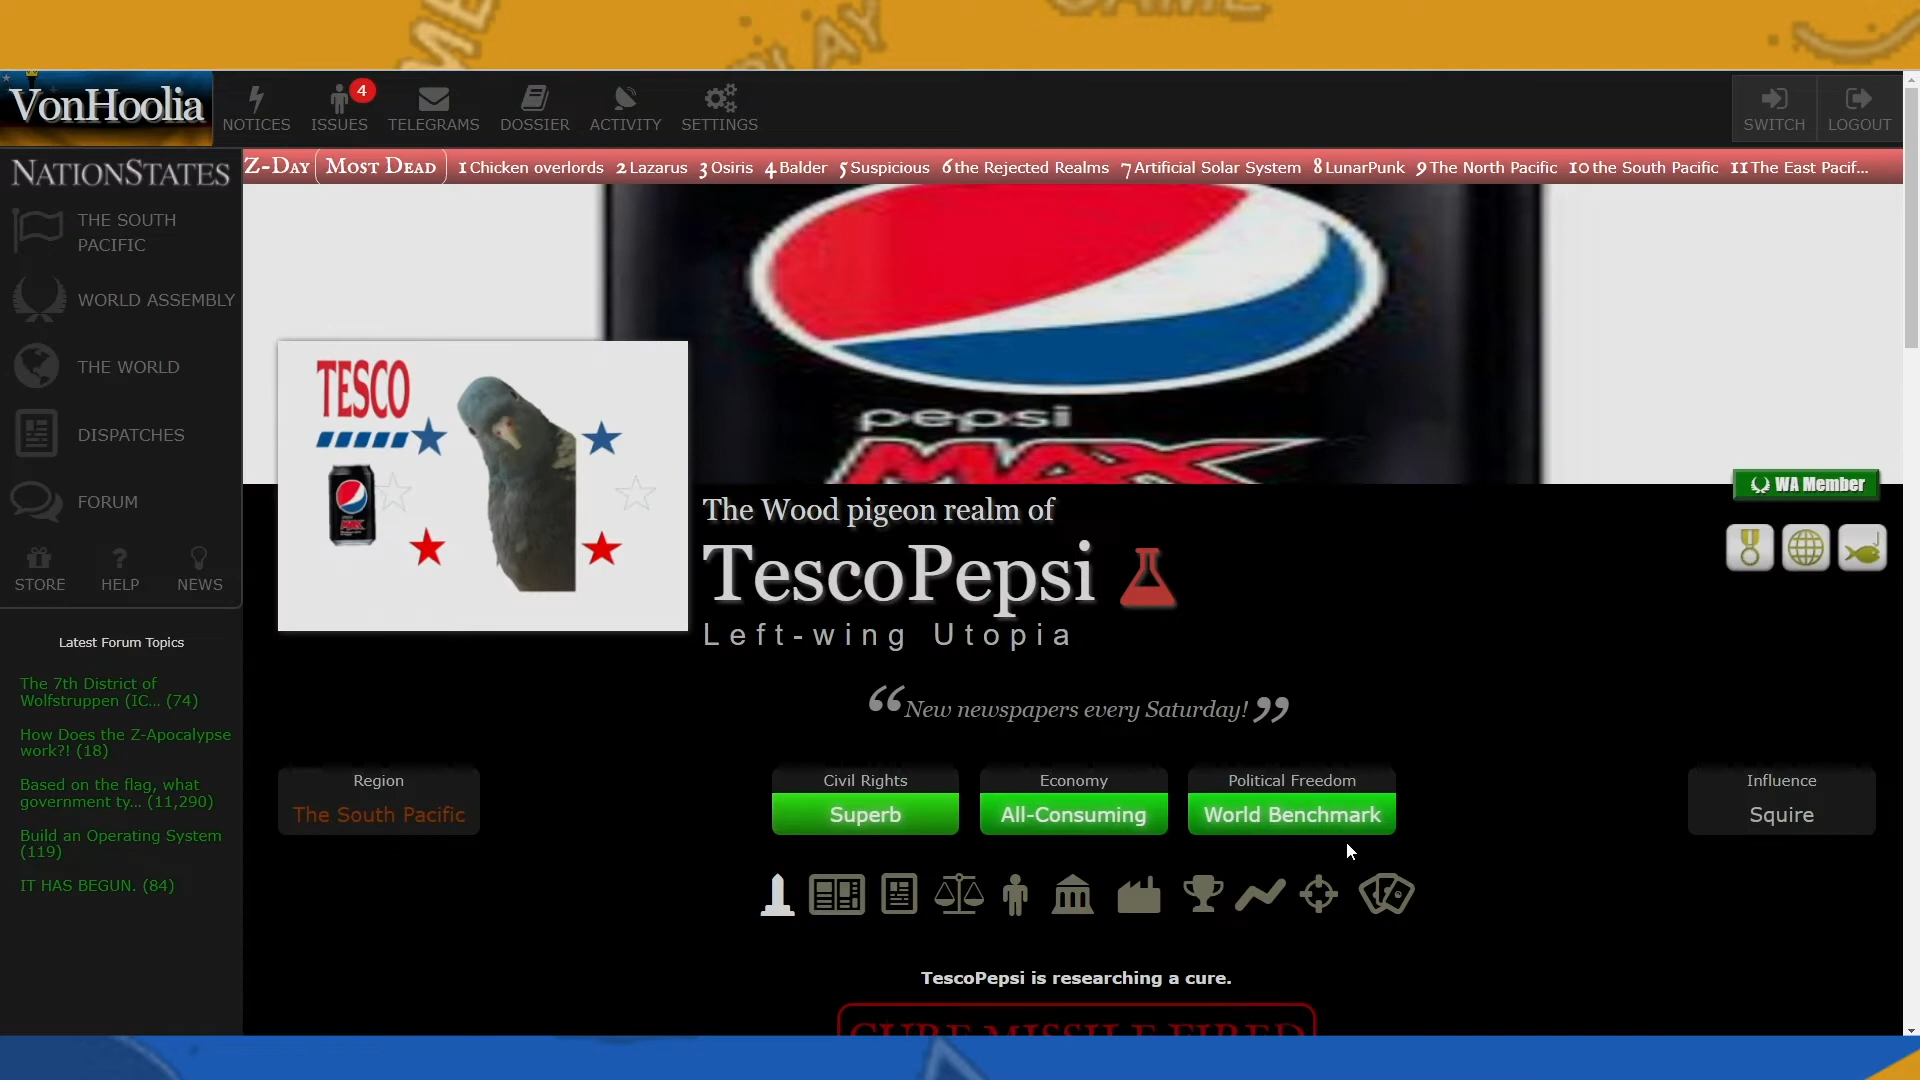 VonHoolia
4
NOTICES ISSUES TELEGRAMS DOSSIER ACTIVITY SETTINGS
SWITCH LOGOUT
NATIONSTATES
Z-DAY MOST DEAD 1 Chicken overlords 2 Lazarus 3 Osiris 4 Balder 5 Suspicious 6 the Rejected Realms 7 Artificial Solar System 8 LunarPunk 9 The North Pacific 10 the South Pacific 11 The East Pacif...
THE SOUTH
PACIFIC
WORLD ASSEMBLY
THE WORLD
DISPATCHES
FORUM
STORE HELP NEWS
Latest Forum Topics
The 7th District of
Wolfstruppen (IC... (74)
How Does the Z-Apocalypse
work?! (18)
Based on the flag, what
government ty... (11,290)
Build an Operating System
(119)
IT HAS BEGUN. (84)
pepsi
MAX
TESCO
WA Member
The Wood pigeon realm of
TescoPepsi
Left-wing Utopia
“New newspapers every Saturday!”
Region
The South Pacific
Civil Rights
Superb
Economy
All-Consuming
Political Freedom
World Benchmark
Influence
Squire
TescoPepsi is researching a cure.
CURE MISSILE FIRED